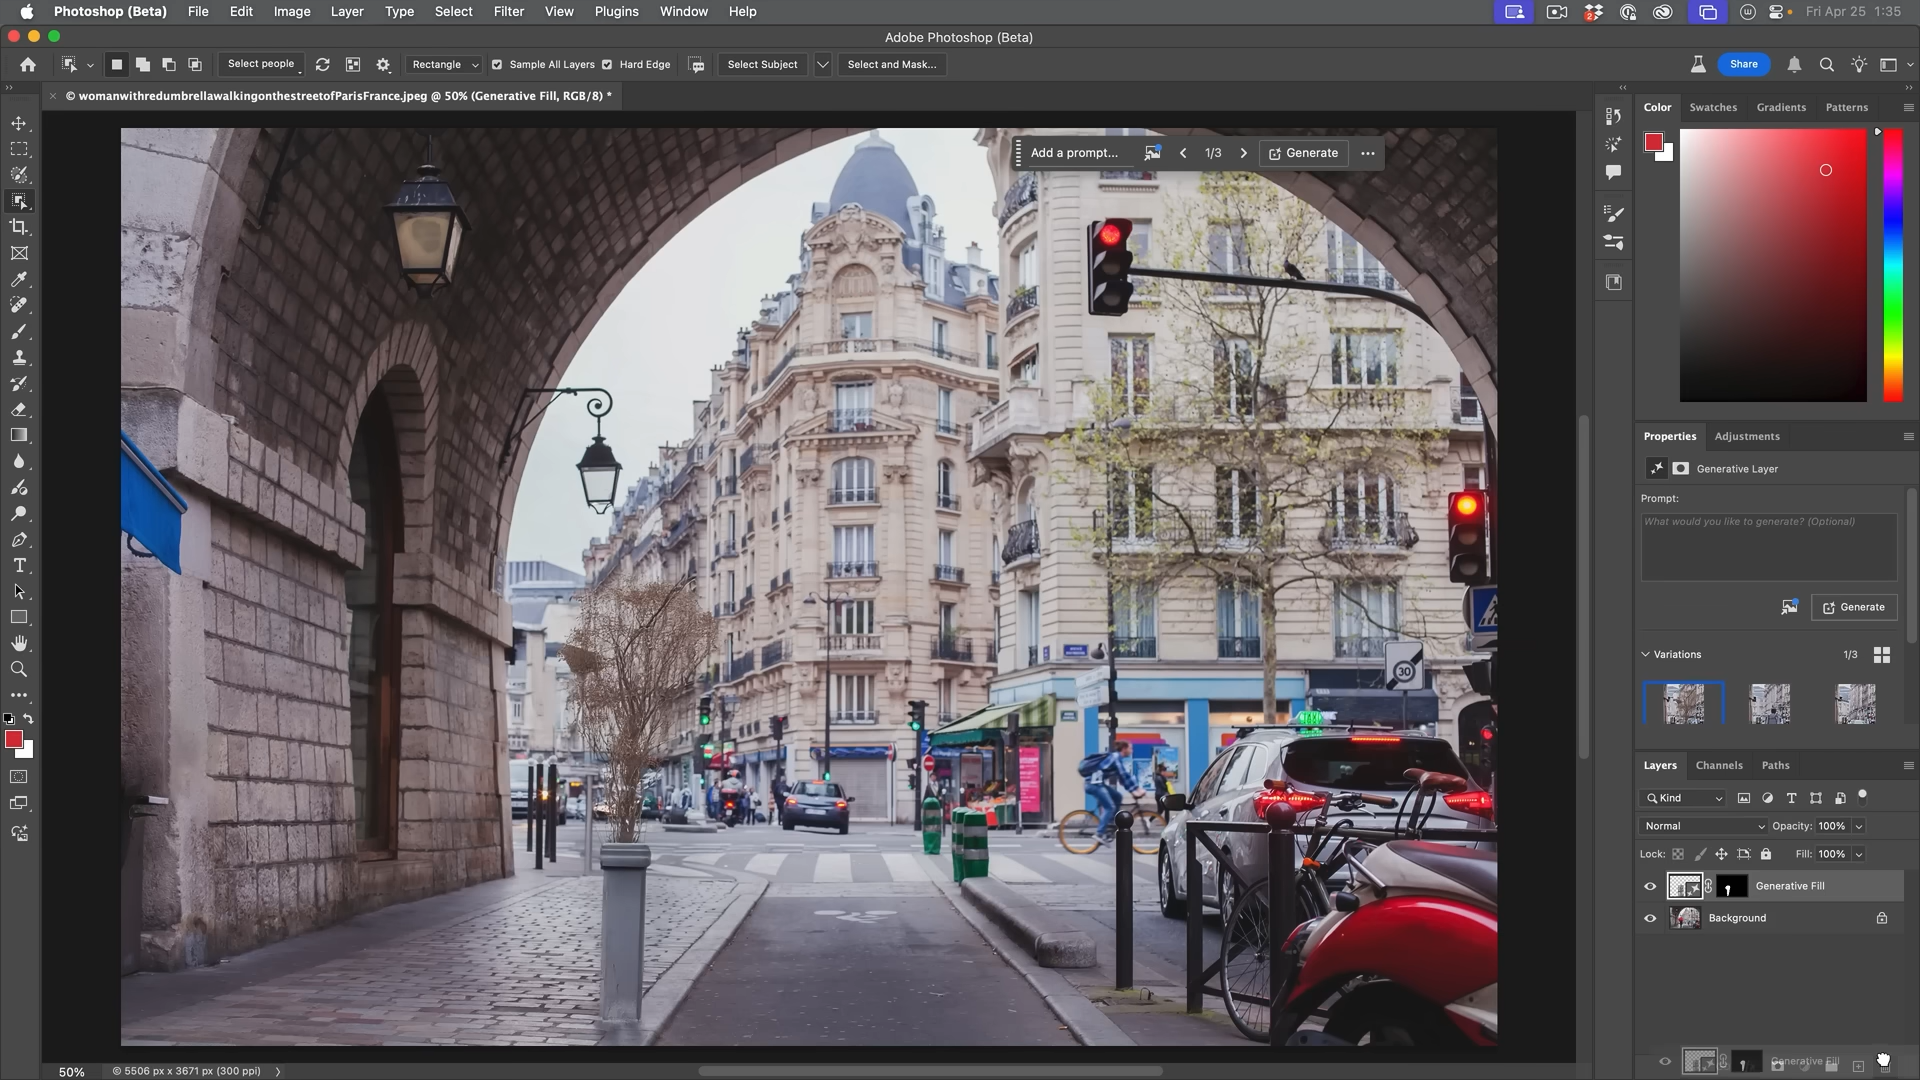 Photoshop (Beta) File Edit Image Layer Type Select Filter View Plugins Window Help
2
Fri Apr 25 1:35
Adobe Photoshop (Beta)
Select people
Rectangle
Sample All Layers
Hard Edge
Select Subject
Select and Mask...
Share
© womanwithredumbrellawalkingonthestreetofParisFrance.jpeg @ 50% (Generative Fill, RGB/8) *
Add a prompt...
1/3
Generate
Color Swatches Gradients Patterns
Properties Adjustments
Generative Layer
Prompt:
What would you like to generate? (Optional)
Generate
Variations
1/3
30
TAXI
Layers Channels Paths
Kind
Normal
Opacity: 100%
Lock:
Fill: 100%
Generative Fill
Background
Generative Fill
50%
© 5506 px x 3671 px (300 ppi)